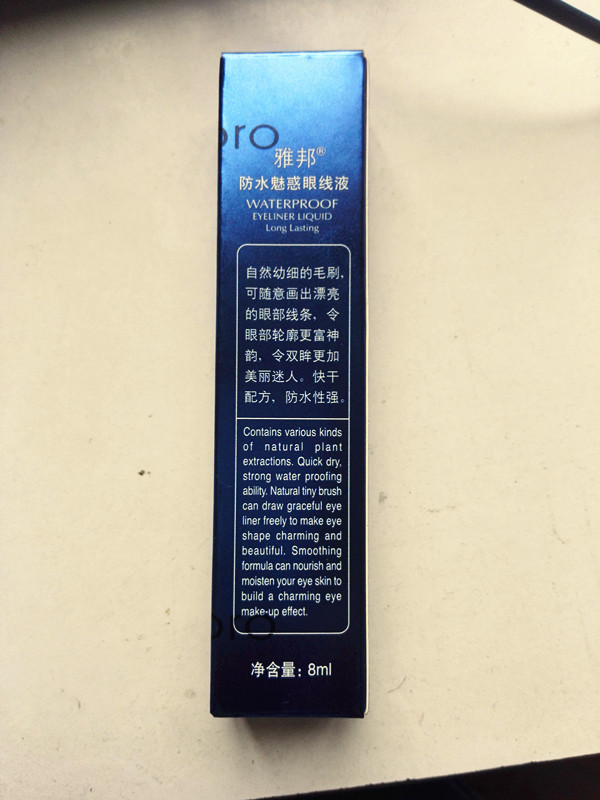 oro
雅邦®
防水魅惑眼线液
WATERPROOF
EYELINER LIQUID
Long Lasting
自然幼细的毛刷,
可随意画出漂亮
的眼部线条，令
眼部轮廓更富神
韵，令双眸更加
美丽迷人。快干
配方，防水性强。
Contains various kinds
of natural plant
extractions. Quick dry,
strong water proofing
ability. Natural tiny brush
can draw graceful eye
liner freely to make eye
shape charming and
beautiful. Smoothing
formula can nourish and
moisten your eye skin to
build a charming eye
make-up effect.
oro
净含量：8ml